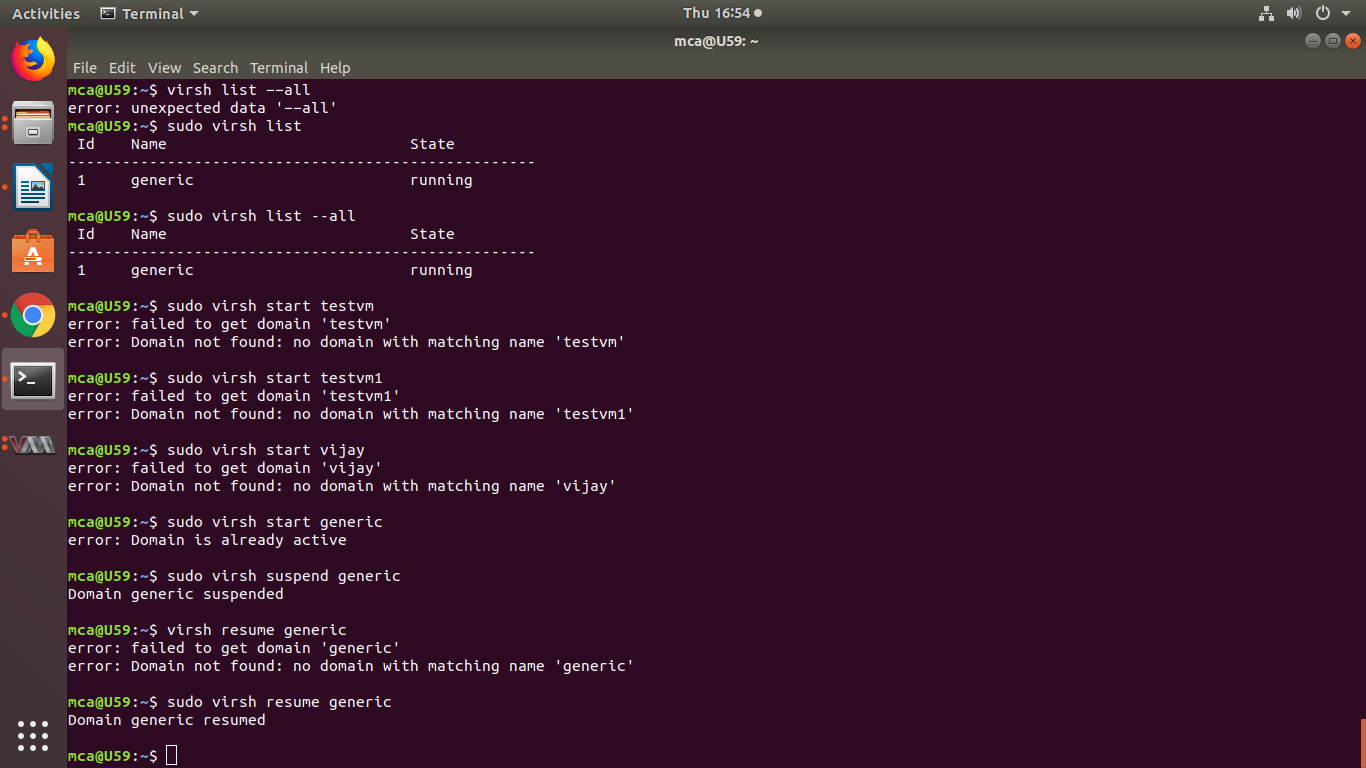 Activities Terminal Thu 16:54
mca@U59: ~
File Edit View Search Terminal Help
mca@U59:~$ virsh list –-all
error: unexpected data '–-all'
mca@U59:~$ sudo virsh list
Id Name State
----------------------------------------------------
1 generic running
mca@U59:~$ sudo virsh list --all
Id Name State
----------------------------------------------------
1 generic running
mca@U59:~$ sudo virsh start testvm
error: failed to get domain 'testvm'
error: Domain not found: no domain with matching name 'testvm'
mca@U59:~$ sudo virsh start testvm1
error: failed to get domain 'testvm1'
error: Domain not found: no domain with matching name 'testvm1'
mca@U59:~$ sudo virsh start vijay
error: failed to get domain 'vijay'
error: Domain not found: no domain with matching name 'vijay'
mca@U59:~$ sudo virsh start generic
error: Domain is already active
mca@U59:~$ sudo virsh suspend generic
Domain generic suspended
mca@U59:~$ virsh resume generic
error: failed to get domain 'generic'
error: Domain not found: no domain with matching name 'generic'
mca@U59:~$ sudo virsh resume generic
Domain generic resumed
mca@U59:~$